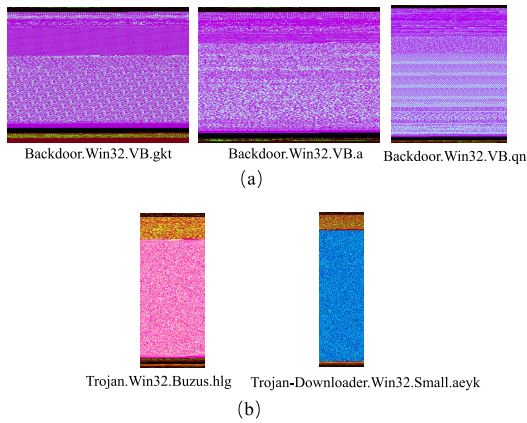 Backdoor.Win32.VB.gkt
Backdoor.Win32.VB.a
Backdoor.Win32.VB.qn
(a)
Trojan.Win32.Buzus.hlg
Trojan-Downloader.Win32.Small.aeyk
(b)